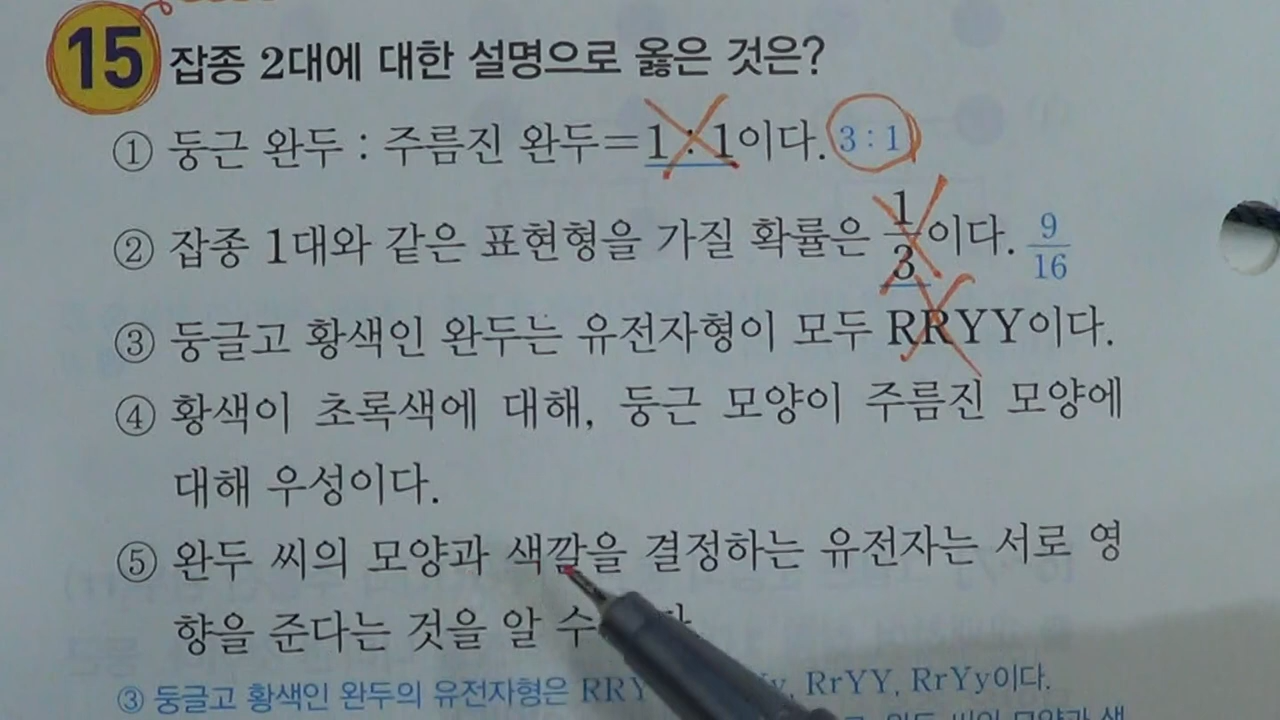 15 잡종 2대에 대한 설명으로 옳은 것은?
① 둥근 완두 : 주름진 완두=1 : 1이다. 3 : 1
② 잡종 1대와 같은 표현형을 가질 확률은 1/3이다. 9/16
③ 둥글고 황색인 완두는 유전자형이 모두 RRYY이다.
④ 황색이 초록색에 대해, 둥근 모양이 주름진 모양에
대해 우성이다.
⑤ 완두 씨의 모양과 색깔을 결정하는 유전자는 서로 영
향을 준다는 것을 알 수
③ 둥글고 황색인 완두의 유전자형은 RRY RrYY, RrYy이다.